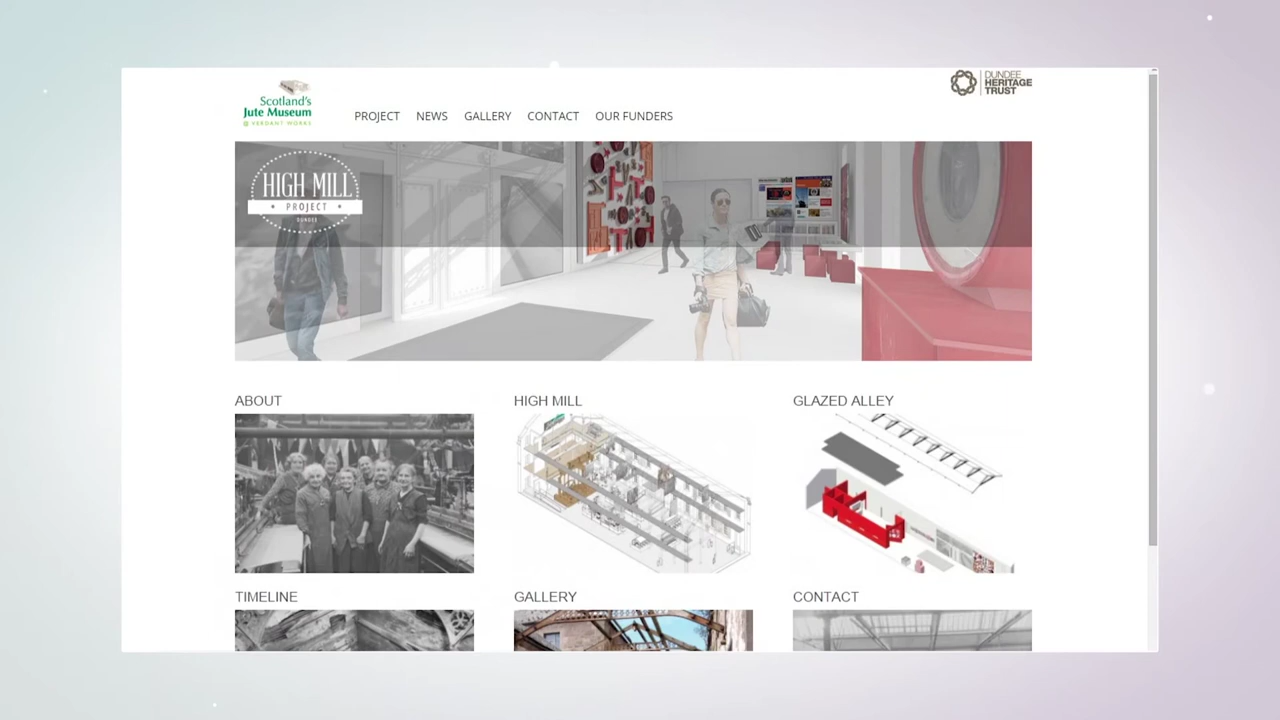 Scotland's
Jute Museum
@ VERDANT WORKS
DUNDEE
HERITAGE
TRUST
PROJECT NEWS GALLERY CONTACT OUR FUNDERS
HIGH MILL
PROJECT
DUNDEE
ABOUT
HIGH MILL
GLAZED ALLEY
TIMELINE
GALLERY
CONTACT